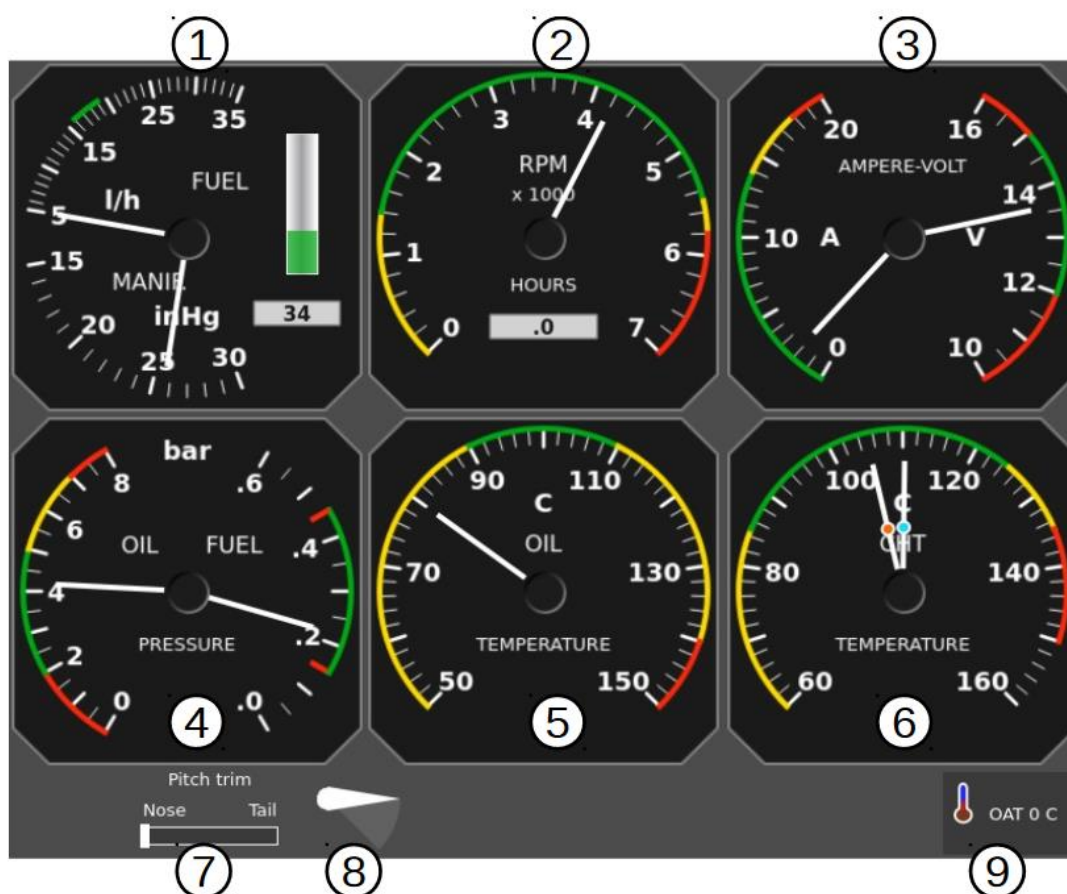 1
2
3
15
25
35
FUEL
5
l/h
15
MANIF.
20
inHg
25
30
34
0
1
2
3
4
5
6
7
RPM
x 1000
HOURS
.0
20
16
AMPERE-VOLT
14
10 A V
12
0
10
bar
8
.6
6
OIL FUEL
.4
4
.2
PRESSURE
2
0
.0
4
90
110
C
OIL
70
130
TEMPERATURE
50
150
5
100
120
C
CHT
80
140
TEMPERATURE
60
160
6
Pitch trim
Nose Tail
7
8
OAT 0 C
9